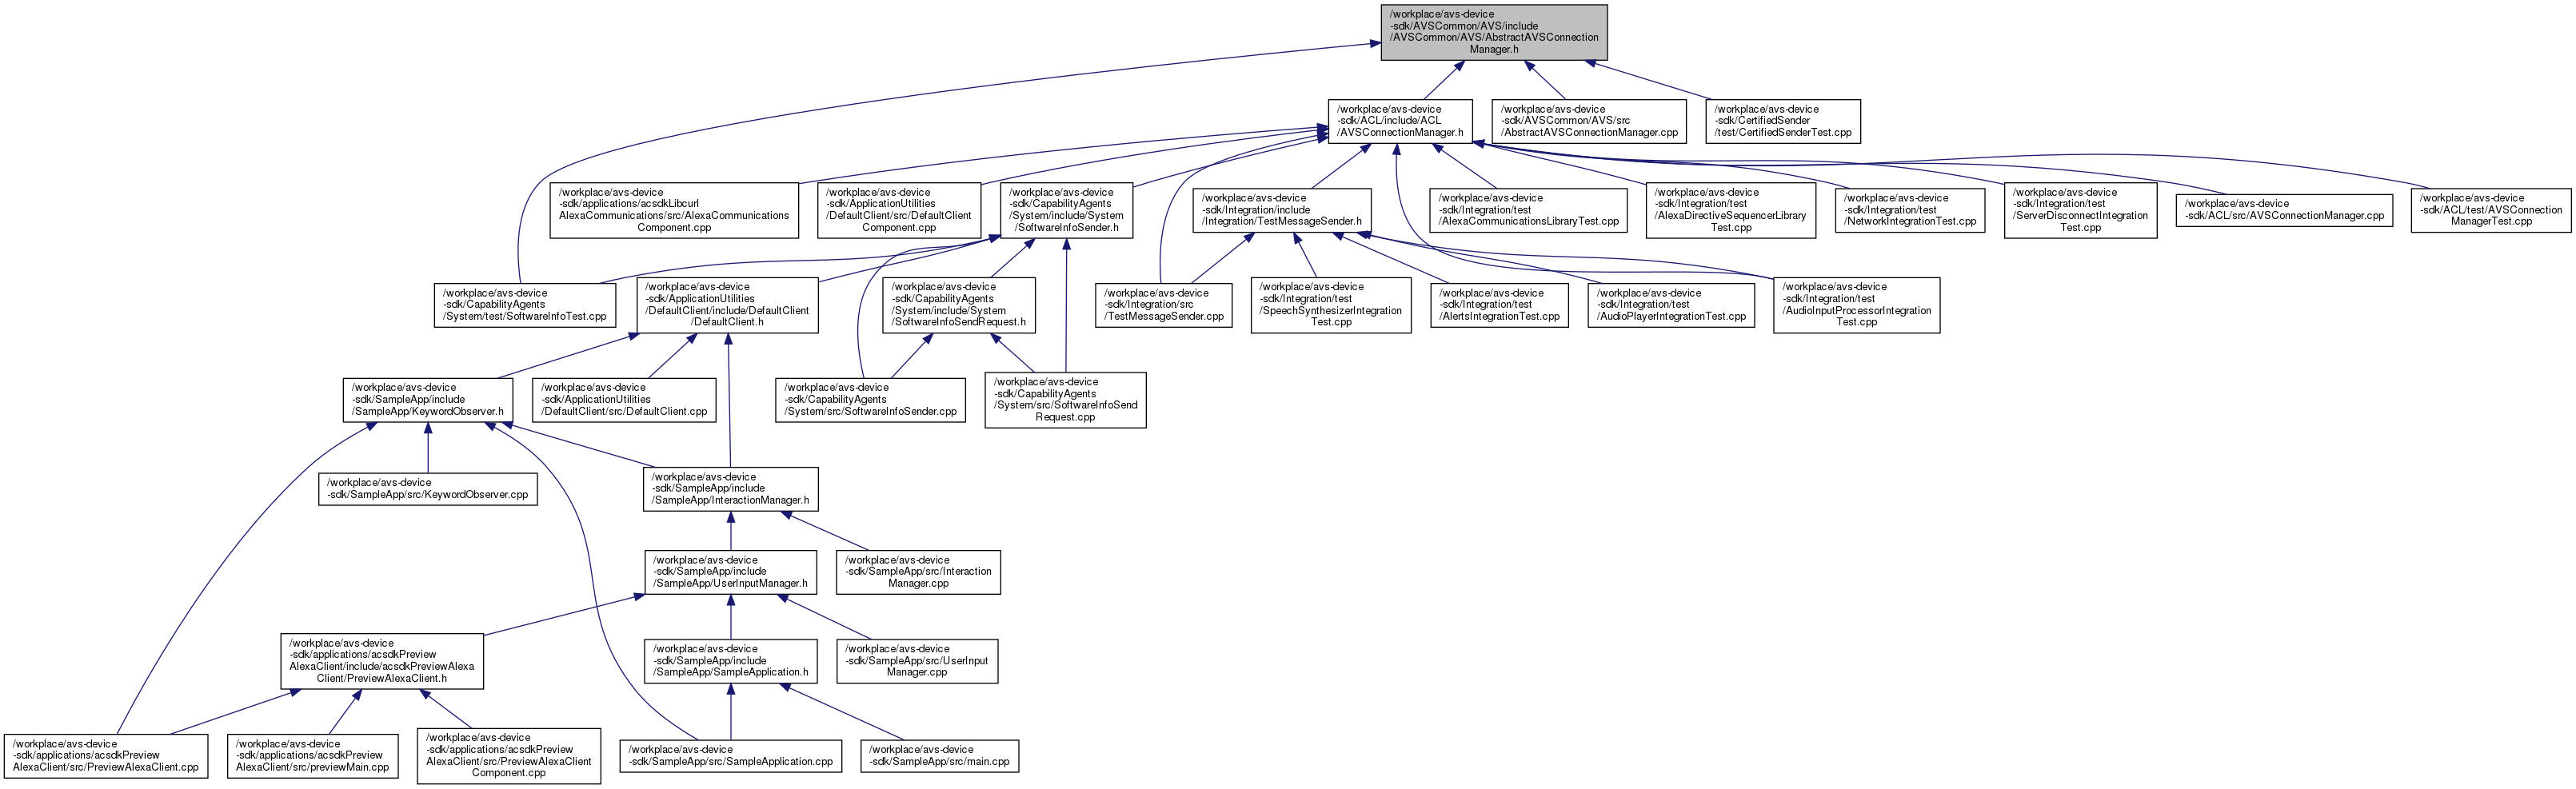 /workplace/avs-device
-sdk/AVSCommon/AVS/include
/AVSCommon/AVS/AbstractAVSConnection
Manager.h
/workplace/avs-device
-sdk/ACL/include/ACL
/AVSConnectionManager.h
/workplace/avs-device
-sdk/AVSCommon/AVS/src
/AbstractAVSConnectionManager.cpp
/workplace/avs-device
-sdk/CertifiedSender
/test/CertifiedSenderTest.cpp
/workplace/avs-device
-sdk/applications/acsdkLibcurl
AlexaCommunications/src/AlexaCommunications
Component.cpp
/workplace/avs-device
-sdk/ApplicationUtilities
/DefaultClient/src/DefaultClient
Component.cpp
/workplace/avs-device
-sdk/CapabilityAgents
/System/include/System
/SoftwareInfoSender.h
/workplace/avs-device
-sdk/Integration/include
/Integration/TestMessageSender.h
/workplace/avs-device
-sdk/Integration/test
/AlexaCommunicationsLibraryTest.cpp
/workplace/avs-device
-sdk/Integration/test
/AlexaDirectiveSequencerLibrary
Test.cpp
/workplace/avs-device
-sdk/Integration/test
/NetworkIntegrationTest.cpp
/workplace/avs-device
-sdk/Integration/test
/ServerDisconnectIntegration
Test.cpp
/workplace/avs-device
-sdk/ACL/src/AVSConnectionManager.cpp
/workplace/avs-device
-sdk/ACL/test/AVSConnection
ManagerTest.cpp
/workplace/avs-device
-sdk/CapabilityAgents
/System/test/SoftwareInfoTest.cpp
/workplace/avs-device
-sdk/ApplicationUtilities
/DefaultClient/include/DefaultClient
/DefaultClient.h
/workplace/avs-device
-sdk/CapabilityAgents
/System/include/System
/SoftwareInfoSendRequest.h
/workplace/avs-device
-sdk/Integration/src
/TestMessageSender.cpp
/workplace/avs-device
-sdk/Integration/test
/SpeechSynthesizerIntegration
Test.cpp
/workplace/avs-device
-sdk/Integration/test
/AlertsIntegrationTest.cpp
/workplace/avs-device
-sdk/Integration/test
/AudioPlayerIntegrationTest.cpp
/workplace/avs-device
-sdk/Integration/test
/AudioInputProcessorIntegration
Test.cpp
/workplace/avs-device
-sdk/SampleApp/include
/SampleApp/KeywordObserver.h
/workplace/avs-device
-sdk/ApplicationUtilities
/DefaultClient/src/DefaultClient.cpp
/workplace/avs-device
-sdk/CapabilityAgents
/System/src/SoftwareInfoSender.cpp
/workplace/avs-device
-sdk/CapabilityAgents
/System/src/SoftwareInfoSend
Request.cpp
/workplace/avs-device
-sdk/SampleApp/src/KeywordObserver.cpp
/workplace/avs-device
-sdk/SampleApp/include
/SampleApp/InteractionManager.h
/workplace/avs-device
-sdk/SampleApp/include
/SampleApp/UserInputManager.h
/workplace/avs-device
-sdk/SampleApp/src/Interaction
Manager.cpp
/workplace/avs-device
-sdk/applications/acsdkPreview
AlexaClient/include/acsdkPreviewAlexa
Client/PreviewAlexaClient.h
/workplace/avs-device
-sdk/SampleApp/include
/SampleApp/SampleApplication.h
/workplace/avs-device
-sdk/SampleApp/src/UserInput
Manager.cpp
/workplace/avs-device
-sdk/applications/acsdkPreview
AlexaClient/src/PreviewAlexaClient.cpp
/workplace/avs-device
-sdk/applications/acsdkPreview
AlexaClient/src/previewMain.cpp
/workplace/avs-device
-sdk/applications/acsdkPreview
AlexaClient/src/PreviewAlexaClient
Component.cpp
/workplace/avs-device
-sdk/SampleApp/src/SampleApplication.cpp
/workplace/avs-device
-sdk/SampleApp/src/main.cpp